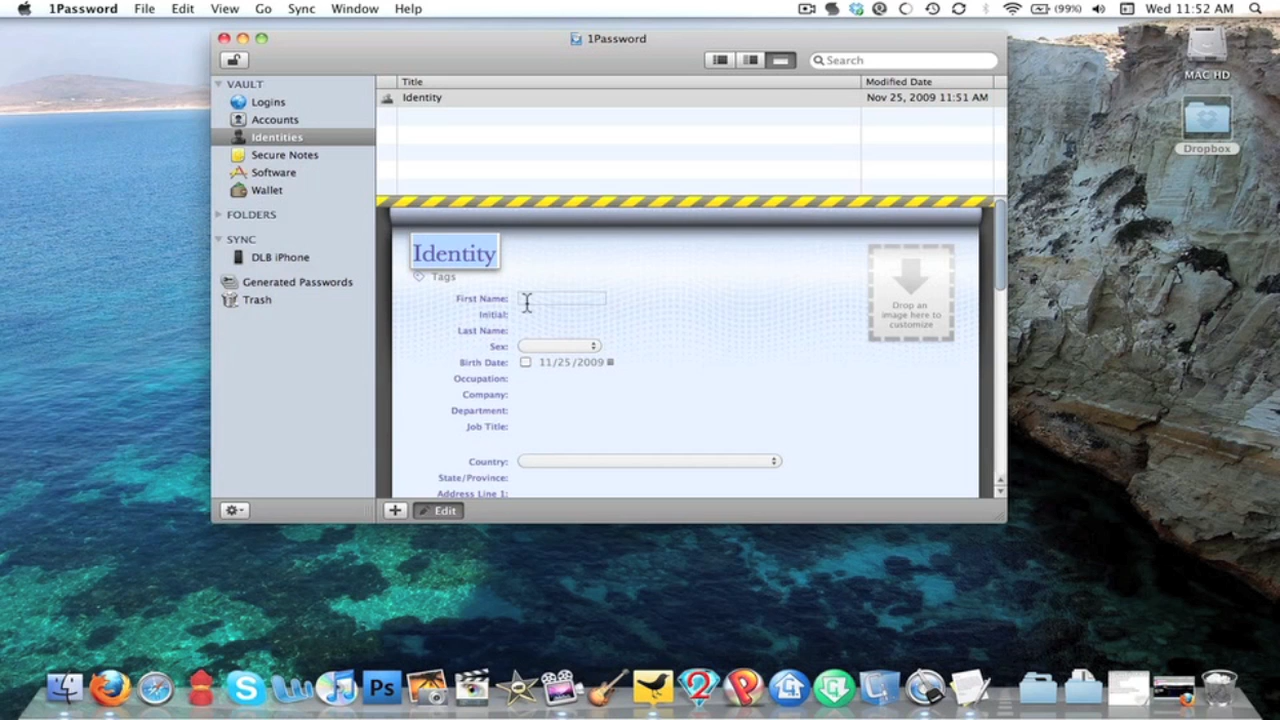 1Password File Edit View Go Sync Window Help (99%) Wed 11:52 AM
1Password
Search
MAC HD
Dropbox
VAULT
Logins
Accounts
Identities
Secure Notes
Software
Wallet
FOLDERS
SYNC
DLB iPhone
Generated Passwords
Trash
Title Modified Date
Identity Nov 25, 2009 11:51 AM
Identity
Tags
First Name:
Initial:
Last Name:
Sex:
Birth Date: 11/25/2009
Occupation:
Company:
Department:
Job Title:
Country:
State/Province:
Address Line 1:
Drop an
image here to
customize
Edit
Ps